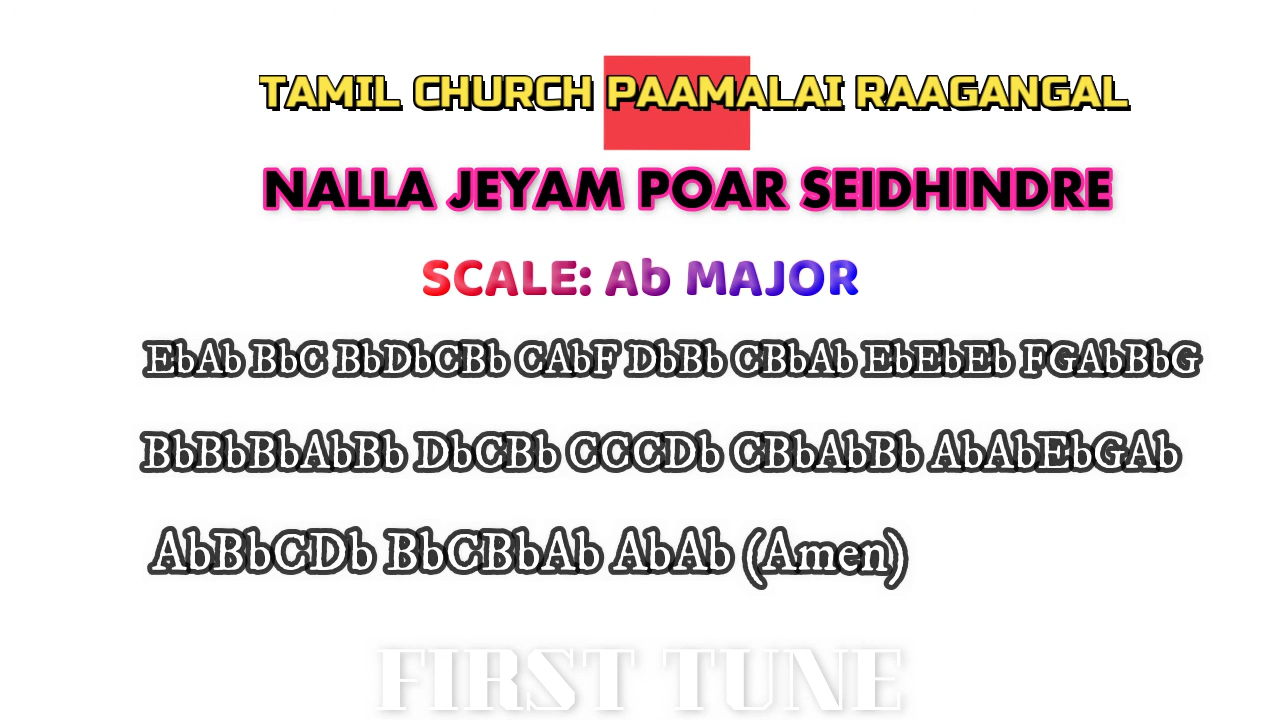 TAMIL CHURCH PAAMALAI RAAGANGAL
NALLA JEYAM POAR SEIDHINDRE
SCALE: Ab MAJOR
EbAb BbC BbDbCBb CAbF DbBb CBbAb EbEbEb FGAbBbG
BbBbBbAbBb DbCBb CCCDb CBbAbBb AbAbEbGAb
AbBbCDb BbCBbAb AbAb (Amen)
FIRST TUNE